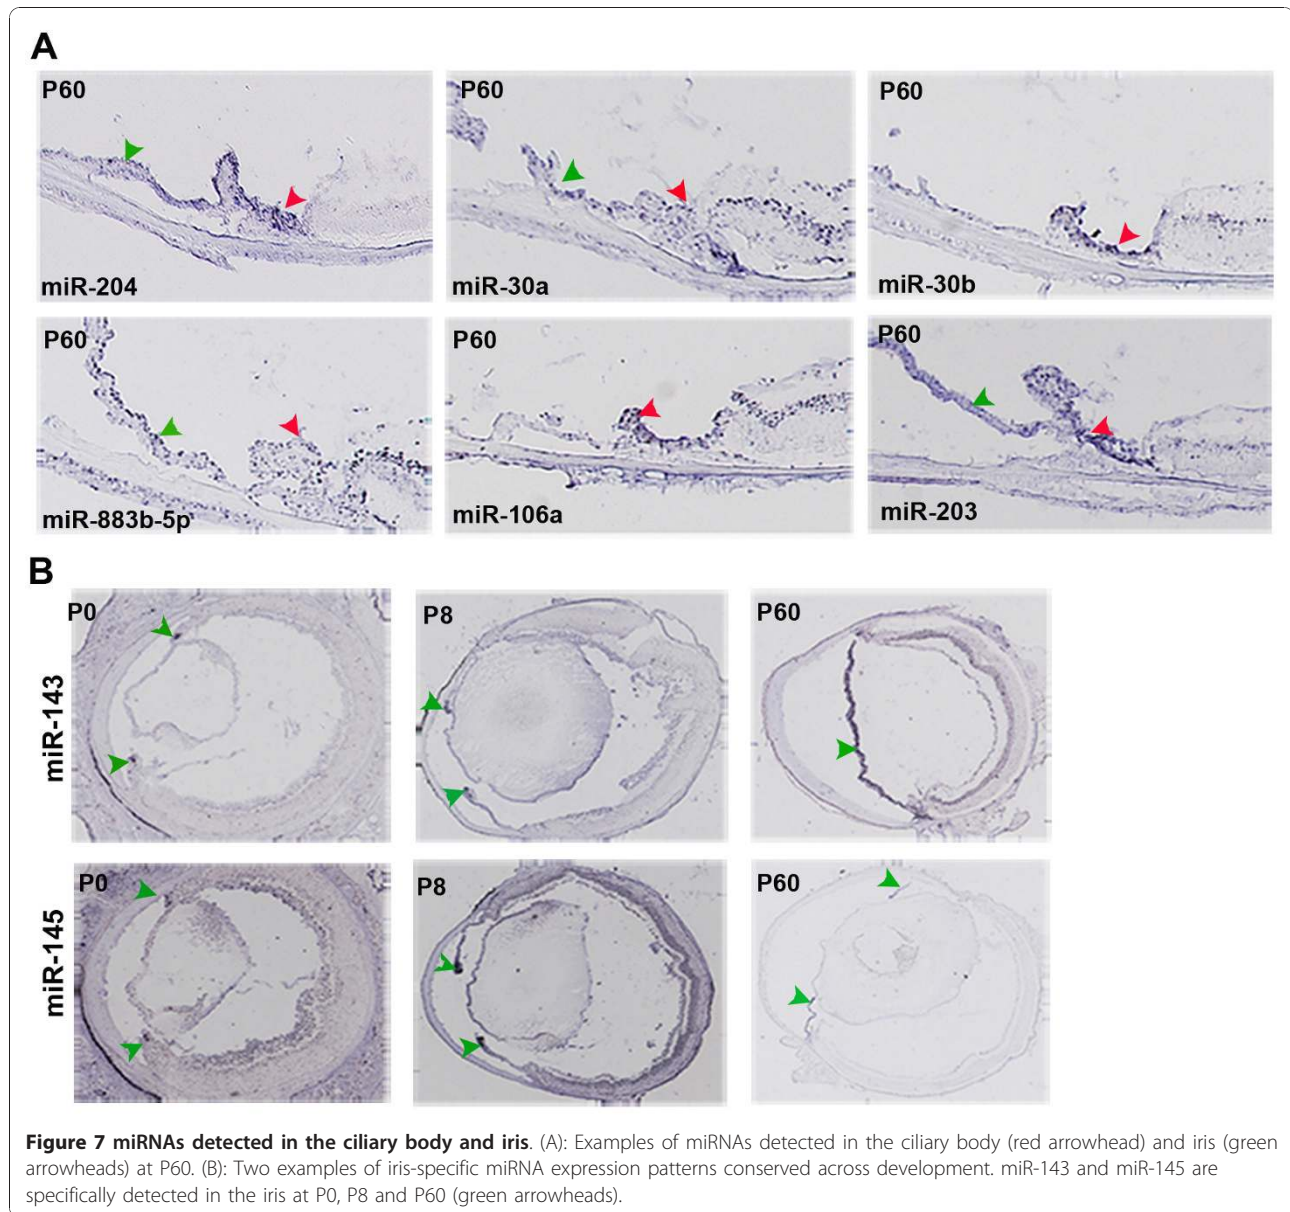 A
P60
P60
P60
miR-204
miR-30a
miR-30b
P60
P60
P60
miR-883b-5p
miR-106a
miR-203
B
P0
P8
P60
miR-143
P0
P8
P60
miR-145
Figure 7 miRNAs detected in the ciliary body and iris. (A): Examples of miRNAs detected in the ciliary body (red arrowhead) and iris (green
arrowheads) at P60. (B): Two examples of iris-specific miRNA expression patterns conserved across development. miR-143 and miR-145 are
specifically detected in the iris at P0, P8 and P60 (green arrowheads).